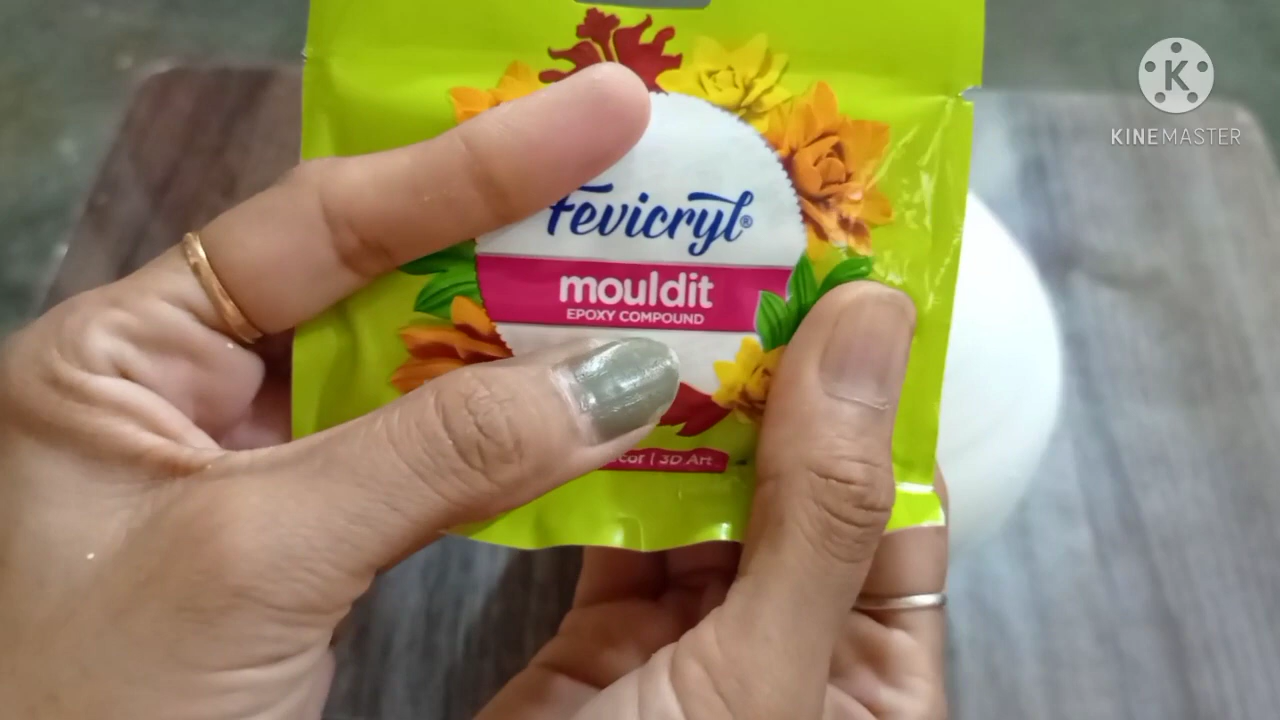 K
KINEMASTER
Fevicryl®
mouldit
EPOXY COMPOUND
3D Art